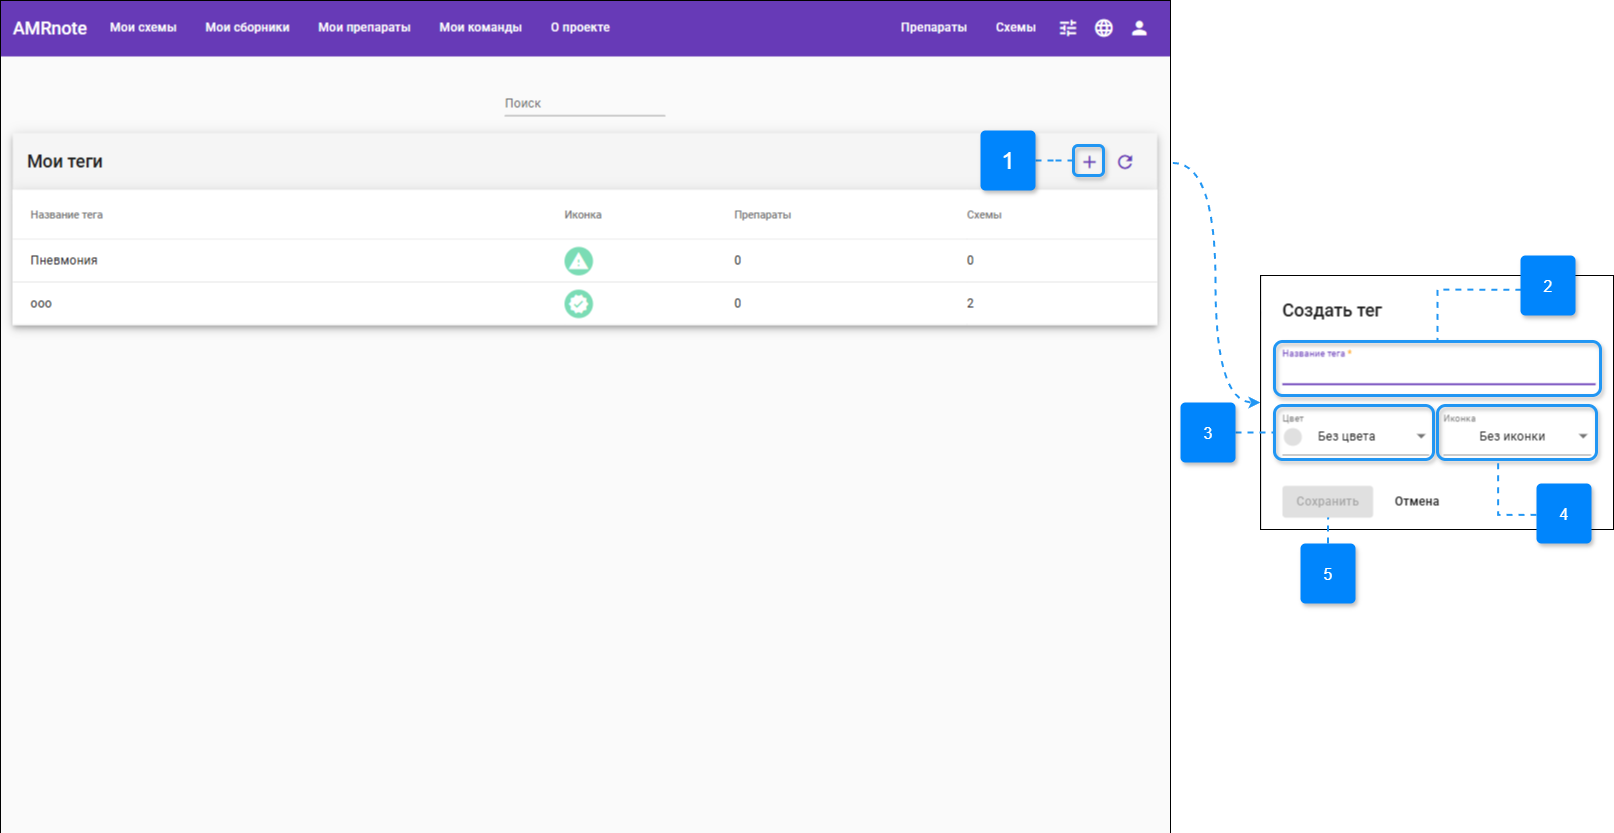 AMRnote Мои схемы Мои сборники Мои препараты Мои команды О проекте Препараты Схемы
Поиск
Мои теги
1
Название тега Иконка Препараты Схемы
Пневмония 0 0
ооо 0 2
2
Создать тег
Название тега *
3
Цвет Иконка
Без цвета Без иконки
Сохранить Отмена
4
5